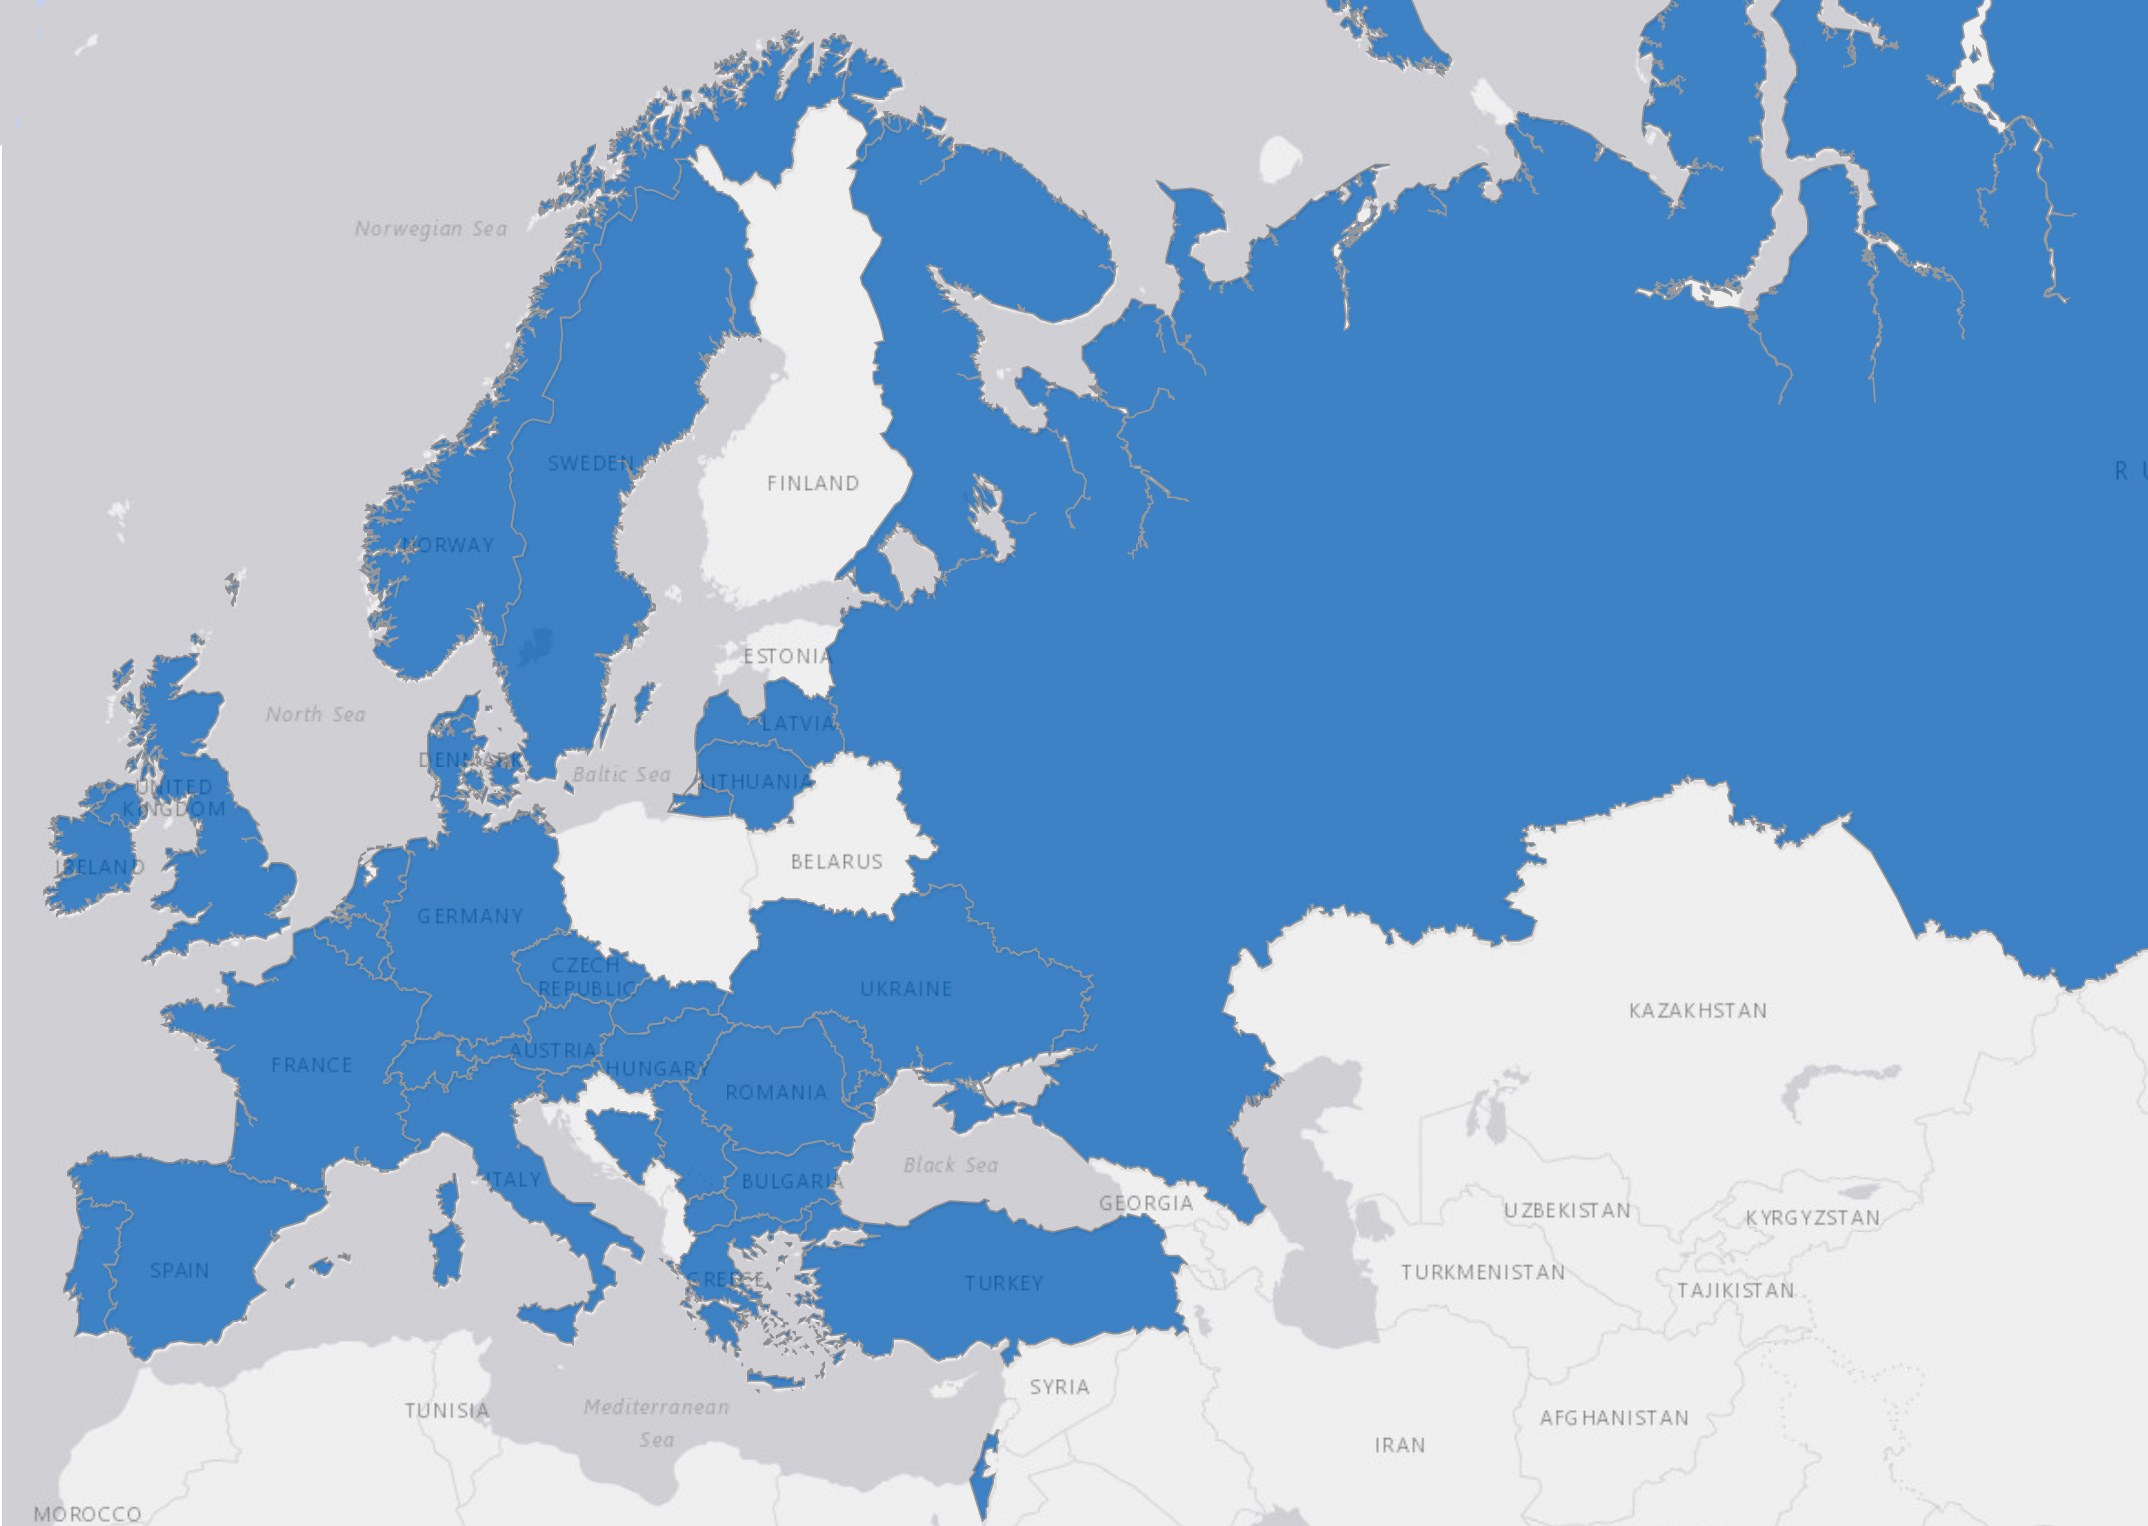 Norwegian Sea
SWEDEN
FINLAND
R U
NORWAY
ESTONIA
North Sea
LATVIA
DENMARK
Baltic Sea
LITHUANIA
UNITED
KINGDOM
IRELAND
BELARUS
GERMANY
CZECH
REPUBLIC
UKRAINE
KAZAKHSTAN
AUSTRIA
FRANCE
HUNGARY
ROMANIA
Black Sea
ITALY
BULGARIA
GEORGIA
UZBEKISTAN
KYRGYZSTAN
SPAIN
GREECE
TURKEY
TURKMENISTAN
TAJIKISTAN
SYRIA
TUNISIA
Mediterranean
Sea
AFGHANISTAN
IRAN
MOROCCO